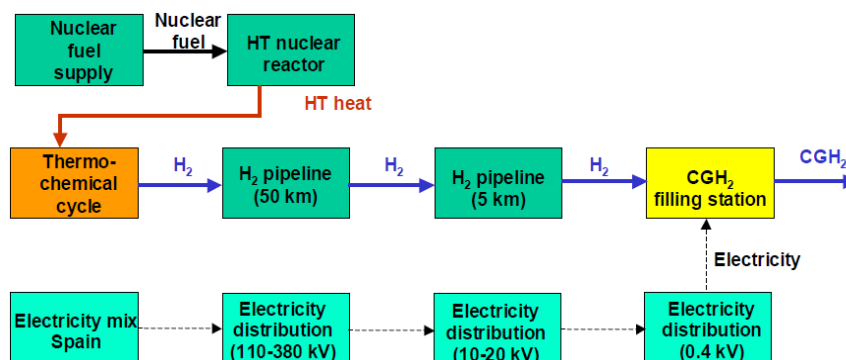 Nuclear
fuel
supply
Nuclear
fuel
HT nuclear
reactor
HT heat
Thermo-
chemical
cycle
H₂
H₂ pipeline
(50 km)
H₂
H₂ pipeline
(5 km)
H₂
CGH₂
filling station
CGH₂
Electricity
Electricity mix
Spain
Electricity
distribution
(110-380 kV)
Electricity
distribution
(10-20 kV)
Electricity
distribution
(0.4 kV)